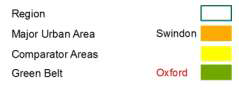 Region
Major Urban Area Swindon
Comparator Areas
Green Belt Oxford